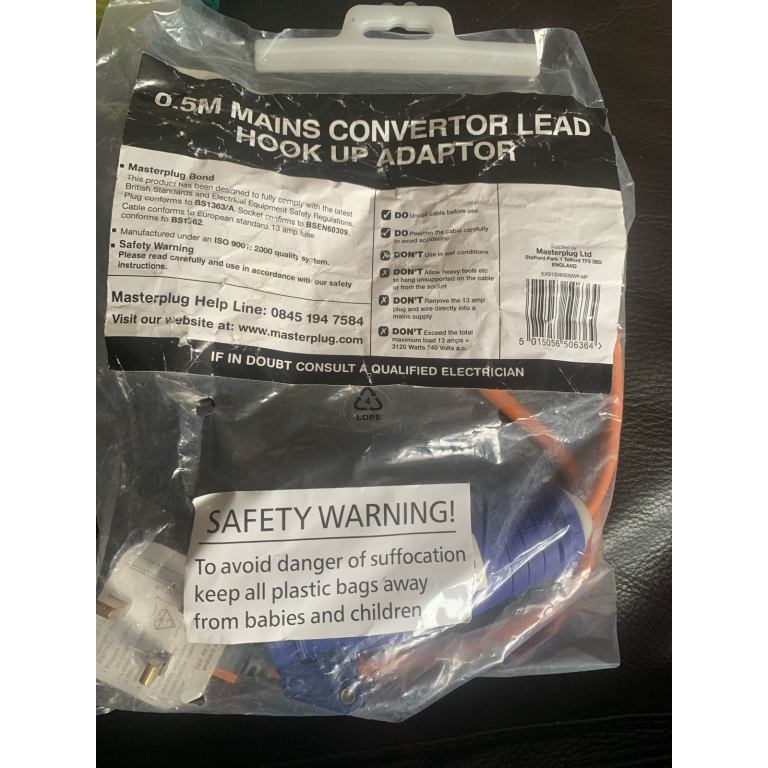 0.5M MAINS CONVERTOR LEAD
HOOK UP ADAPTOR
Masterplug Bond
This product has been designed to fully comply with the latest
British Standards and Electrical Equipment Safety Regulations.
Plug conforms to BS1363/A. Socket confirms to BSEN60309.
Cable conforms to European standard. 13 amp fuse
conforms to BS1362.
Manufactured under an ISO 9001: 2000 quality system.
Safety Warning
Please read carefully and use in accordance with our safety
instructions.
Masterplug Help Line: 0845 194 7584
Visit our website at: www.masterplug.com
DO Uncoil cable before use
DO Position the cable carefully
to avoid accidents
DON'T Use in wet conditions
DON'T Allow heavy tools etc
to hang unsupported on the cable
or from the socket
DON'T Remove the 13 amp
plug and wire directly into a
mains supply
DON'T Exceed the total
maximum load 13 amps =
3120 Watts 240 Volts a.c.
Supplied by:
Masterplug Ltd
Stafford Park 1 Telford TF3 3BD
ENGLAND
5 015056 506364 >
IF IN DOUBT CONSULT A QUALIFIED ELECTRICIAN
4
LDPE
SAFETY WARNING!
To avoid danger of suffocation
keep all plastic bags away
from babies and children